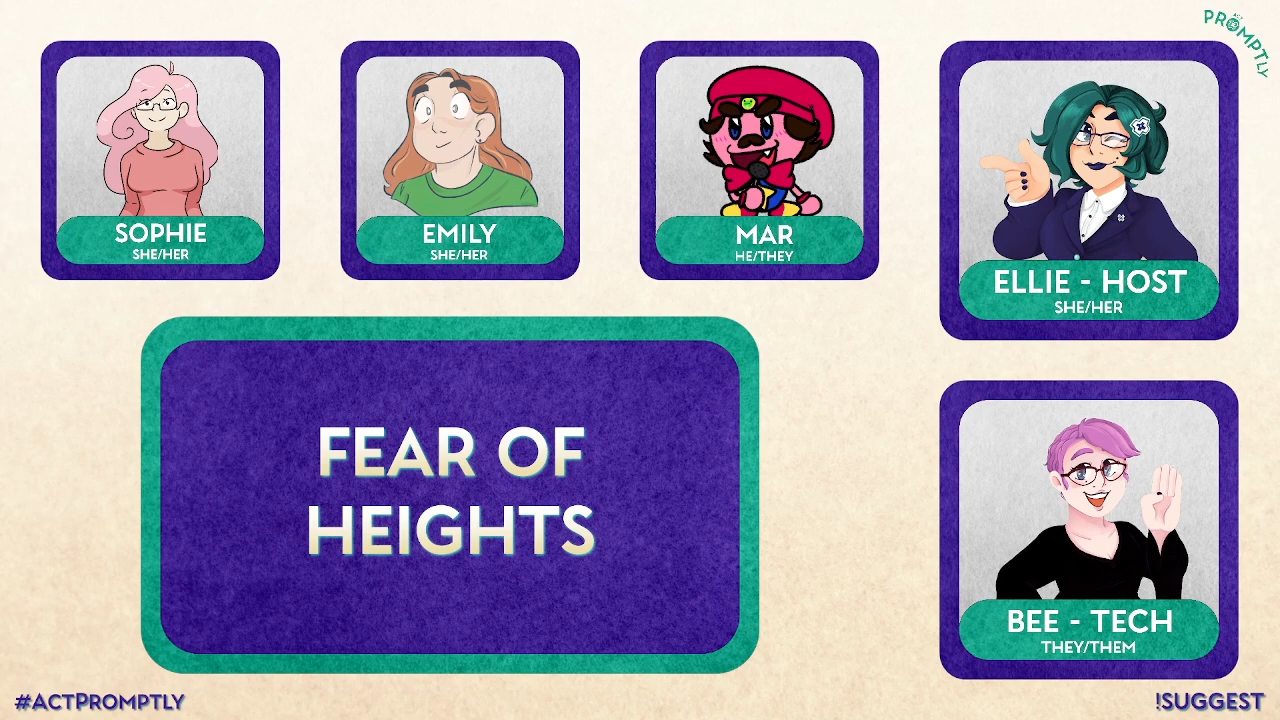 ACT
PROMPTLY
SOPHIE
SHE/HER
EMILY
SHE/HER
MAR
HE/THEY
ELLIE - HOST
SHE/HER
FEAR OF
HEIGHTS
BEE - TECH
THEY/THEM
#ACTPROMPTLY
!SUGGEST